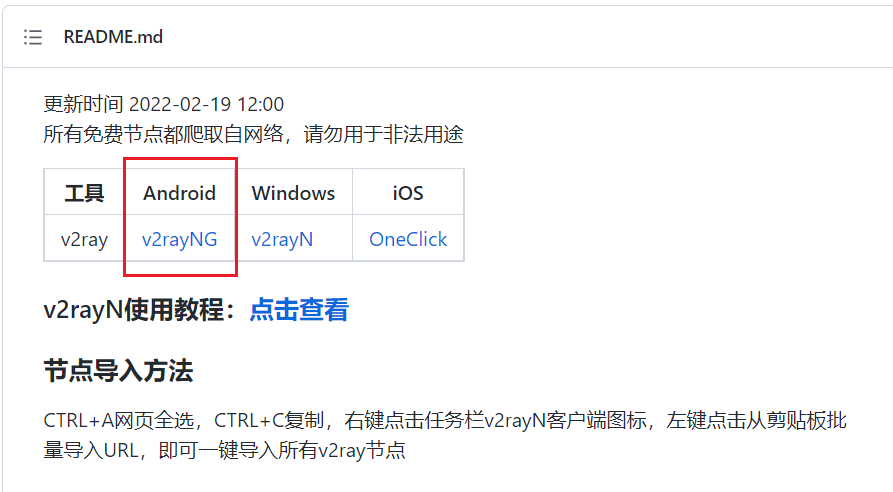 README.md
更新时间 2022-02-19 12:00
所有免费节点都爬取自网络，请勿用于非法用途
工具 Android Windows iOS
v2ray v2rayNG v2rayN OneClick
v2rayN使用教程：点击查看
节点导入方法
CTRL+A网页全选，CTRL+C复制，右键点击任务栏v2rayN客户端图标，左键点击从剪贴板批
量导入URL，即可一键导入所有v2ray节点